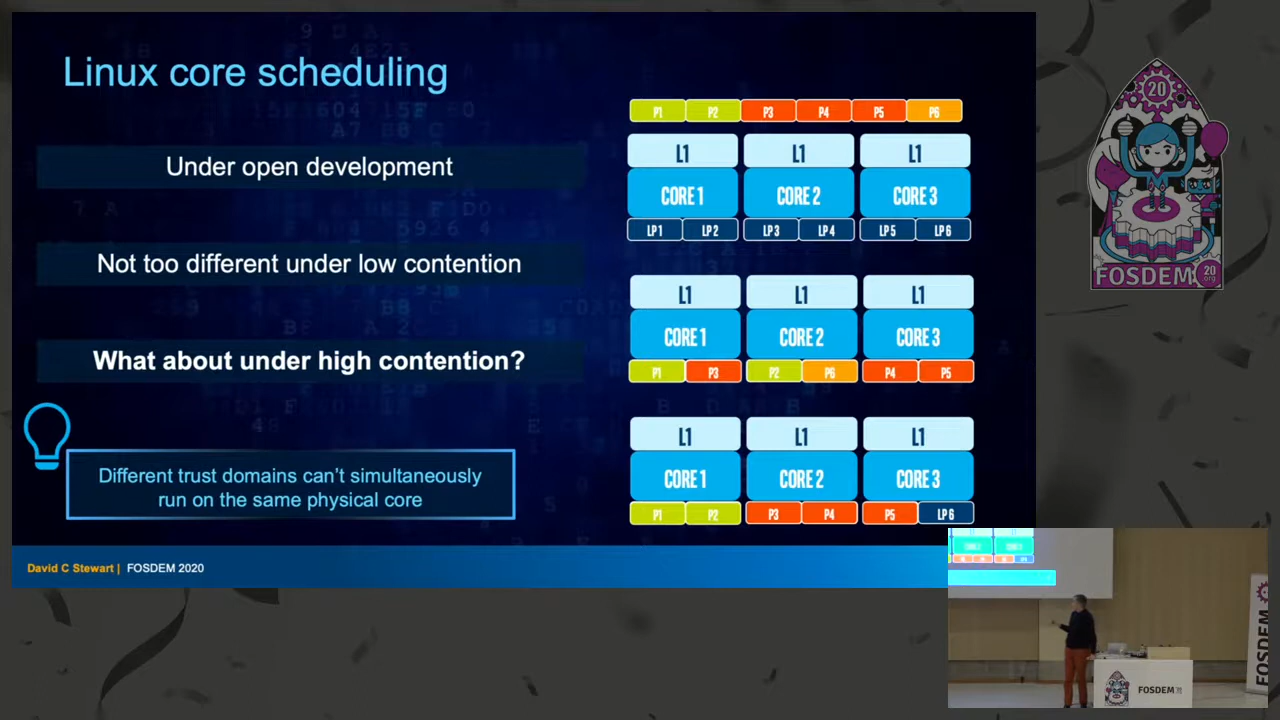 Linux core scheduling
Under open development
Not too different under low contention
What about under high contention?
Different trust domains can't simultaneously
run on the same physical core
David C Stewart | FOSDEM 2020
P1 P2 P3 P4 P5 P6
L1 L1 L1
CORE 1 CORE 2 CORE 3
LP1 LP2 LP3 LP4 LP5 LP6
L1 L1 L1
CORE 1 CORE 2 CORE 3
P1 P3 P2 P6 P4 P5
L1 L1 L1
CORE 1 CORE 2 CORE 3
P1 P2 P3 P4 P5 LP6
20
FOSDEM 20
.org
FOSDEM
FOSDEM